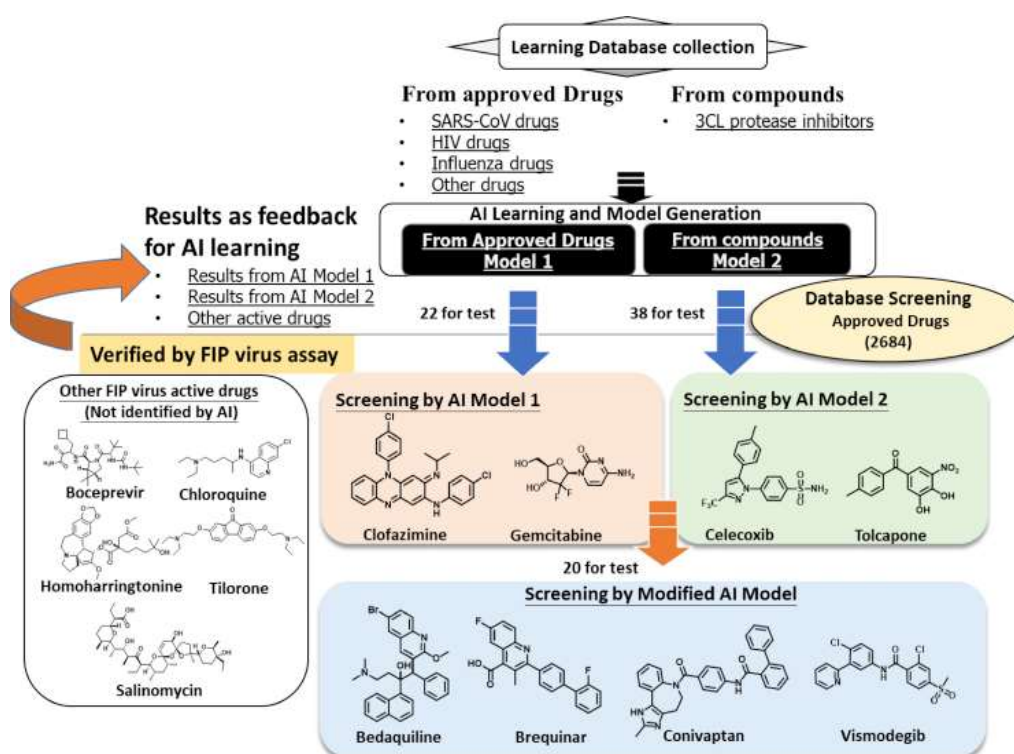 Learning Database collection
From approved Drugs
• SARS-CoV drugs
• HIV drugs
• Influenza drugs
• Other drugs
From compounds
• 3CL protease inhibitors
AI Learning and Model Generation
From Approved Drugs
Model 1
From compounds
Model 2
Results as feedback
for AI learning
• Results from AI Model 1
• Results from AI Model 2
• Other active drugs
22 for test
38 for test
Database Screening
Approved Drugs
(2684)
Verified by FIP virus assay
Other FIP virus active drugs
(Not identified by AI)
Boceprevir
Chloroquine
Homoharringtonine
Tilorone
Salinomycin
Screening by AI Model 1
Clofazimine
Gemcitabine
Screening by AI Model 2
Celecoxib
Tolcapone
20 for test
Screening by Modified AI Model
Bedaquiline
Brequinar
Conivaptan
Vismodegib